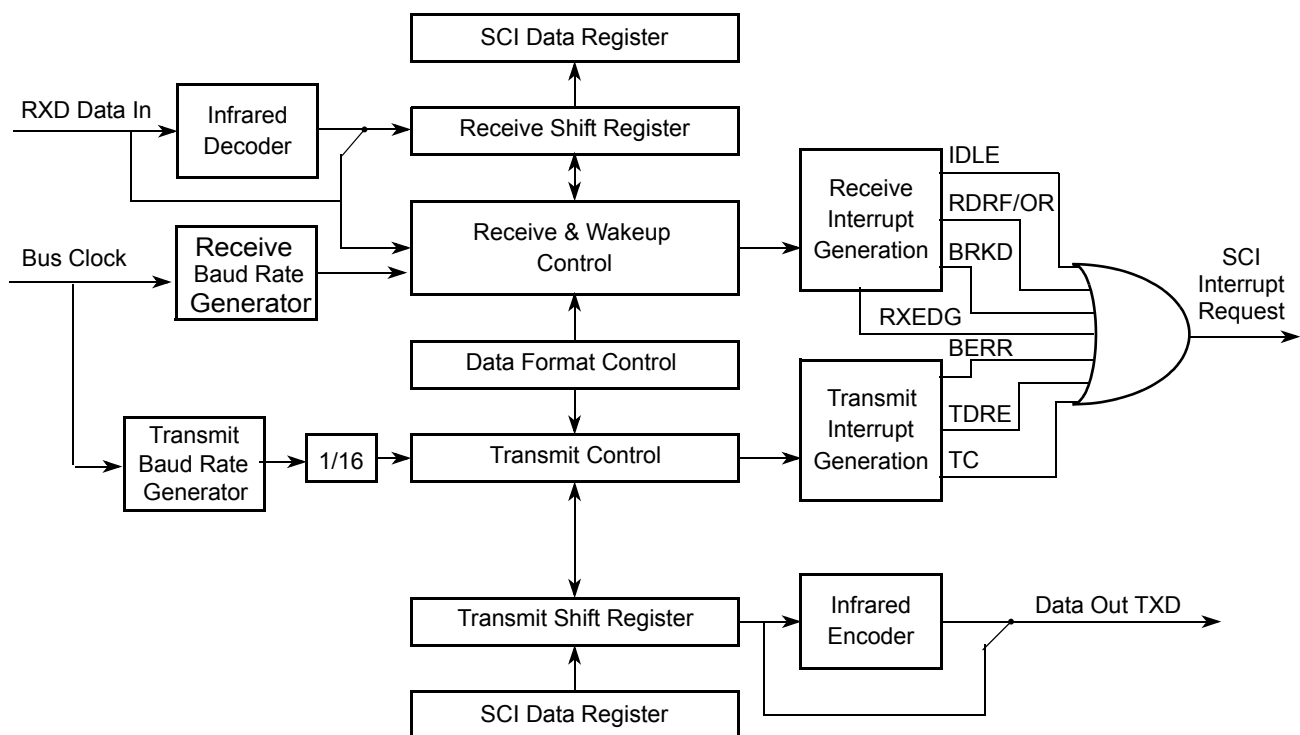 SCI Data Register
RXD Data In
Infrared
Decoder
Receive Shift Register
IDLE
Receive
Interrupt
Generation
RDRF/OR
BRKD
Receive & Wakeup
Control
Bus Clock
Receive
Baud Rate
Generator
SCI
Interrupt
Request
RXEDG
BERR
Data Format Control
Transmit
Interrupt
Generation
TDRE
TC
Transmit
Baud Rate
Generator
1/16
Transmit Control
Transmit Shift Register
Infrared
Encoder
Data Out TXD
SCI Data Register